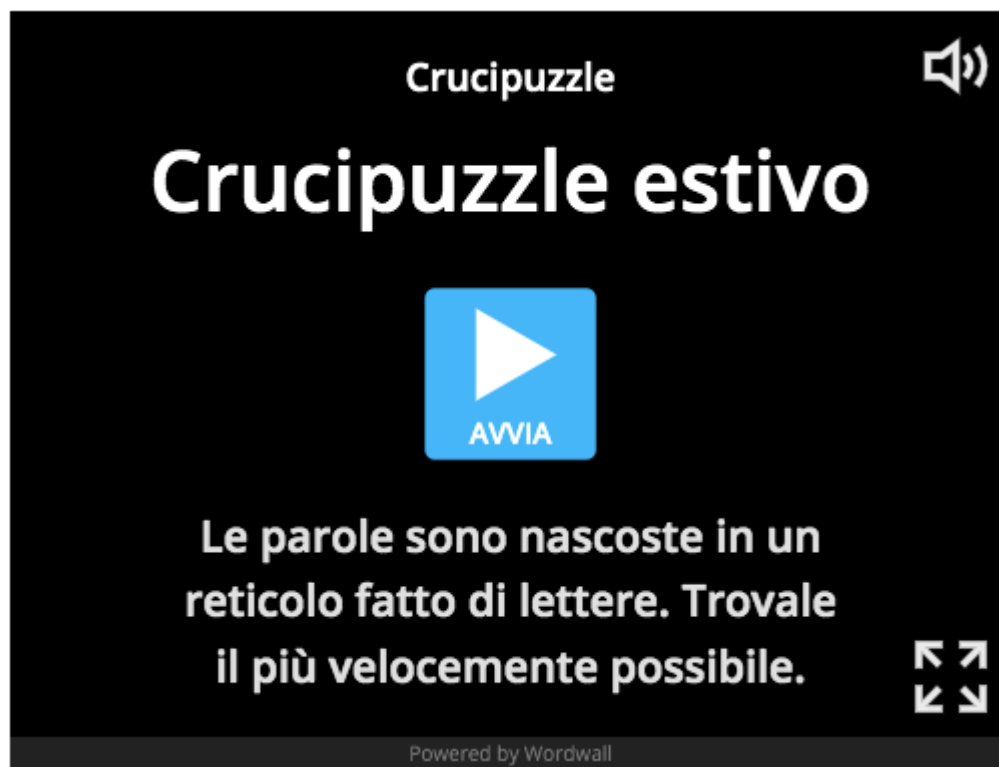 Crucipuzzle
Crucipuzzle estivo
AVVIA
Le parole sono nascoste in un
reticolo fatto di lettere. Trovale
il più velocemente possibile.
Powered by Wordwall